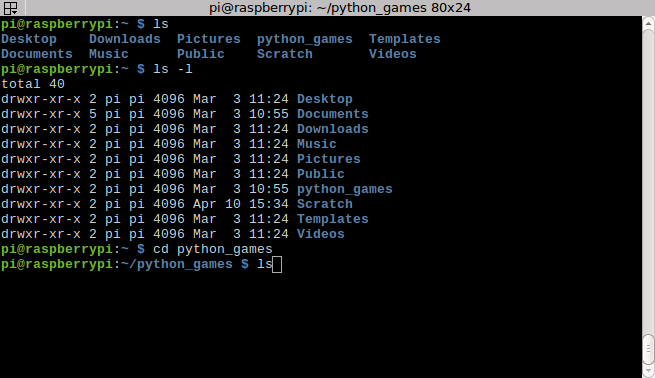 pi@raspberrypi: ~/python_games 80x24
pi@raspberrypi:~ $ ls
Desktop    Downloads  Pictures  python_games  Templates
Documents  Music      Public    Scratch       Videos
pi@raspberrypi:~ $ ls -l
total 40
drwxr-xr-x 2 pi pi 4096 Mar  3 11:24 Desktop
drwxr-xr-x 5 pi pi 4096 Mar  3 10:55 Documents
drwxr-xr-x 2 pi pi 4096 Mar  3 11:24 Downloads
drwxr-xr-x 2 pi pi 4096 Mar  3 11:24 Music
drwxr-xr-x 2 pi pi 4096 Mar  3 11:24 Pictures
drwxr-xr-x 2 pi pi 4096 Mar  3 11:24 Public
drwxr-xr-x 2 pi pi 4096 Mar  3 10:55 python_games
drwxr-xr-x 2 pi pi 4096 Apr 10 15:34 Scratch
drwxr-xr-x 2 pi pi 4096 Mar  3 11:24 Templates
drwxr-xr-x 2 pi pi 4096 Mar  3 11:24 Videos
pi@raspberrypi:~ $ cd python_games
pi@raspberrypi:~/python_games $ ls